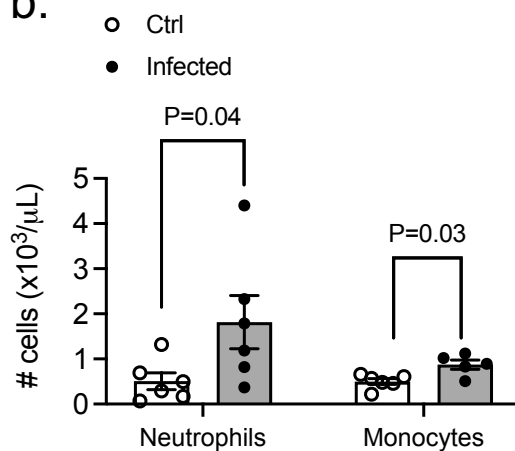 b.
Ctrl
Infected
P=0.04
P=0.03
# cells (x10³/μL)
5
4
3
2
1
0
Neutrophils
Monocytes